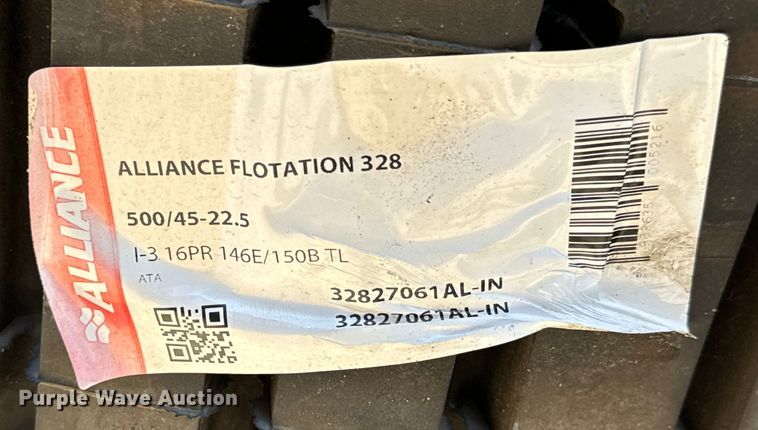 ALLIANCE
ALLIANCE FLOTATION 328
500/45-22.5
I-3 16PR 146E/150B TL
ATA
32827061AL-IN
32827061AL-IN
005216
Purple Wave Auction